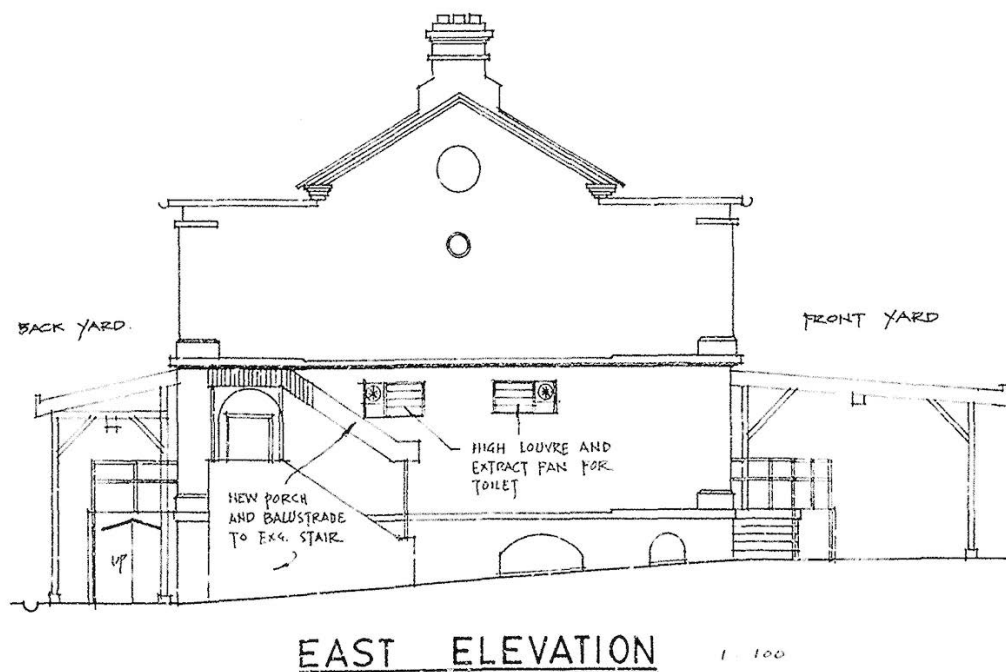 BACK YARD.
FRONT YARD
HIGH LOUVRE AND
EXTRACT FAN FOR
TOILET
NEW PORCH
AND BALUSTRADE
TO EXG. STAIR
UP
EAST ELEVATION 1:100